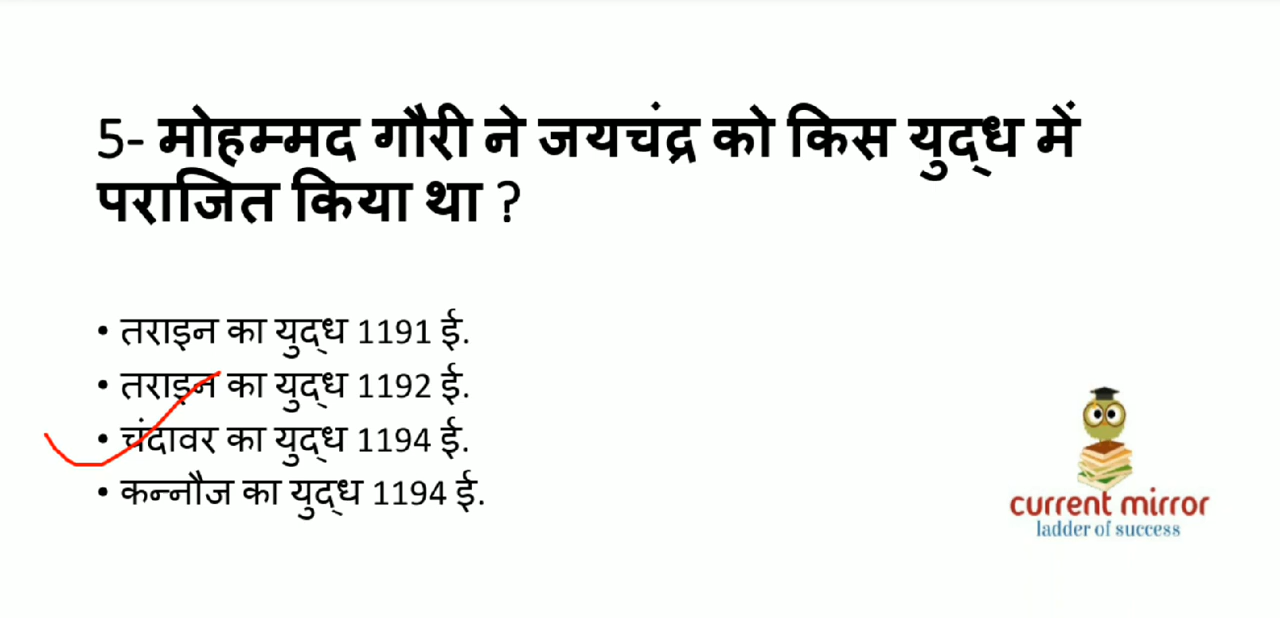 5- मोहम्मद गौरी ने जयचंद्र को किस युद्ध में
पराजित किया था ?
• तराइन का युद्ध 1191 ई.
• तराइन का युद्ध 1192 ई.
• चंदावर का युद्ध 1194 ई.
• कन्नौज का युद्ध 1194 ई.
current mirror
ladder of success